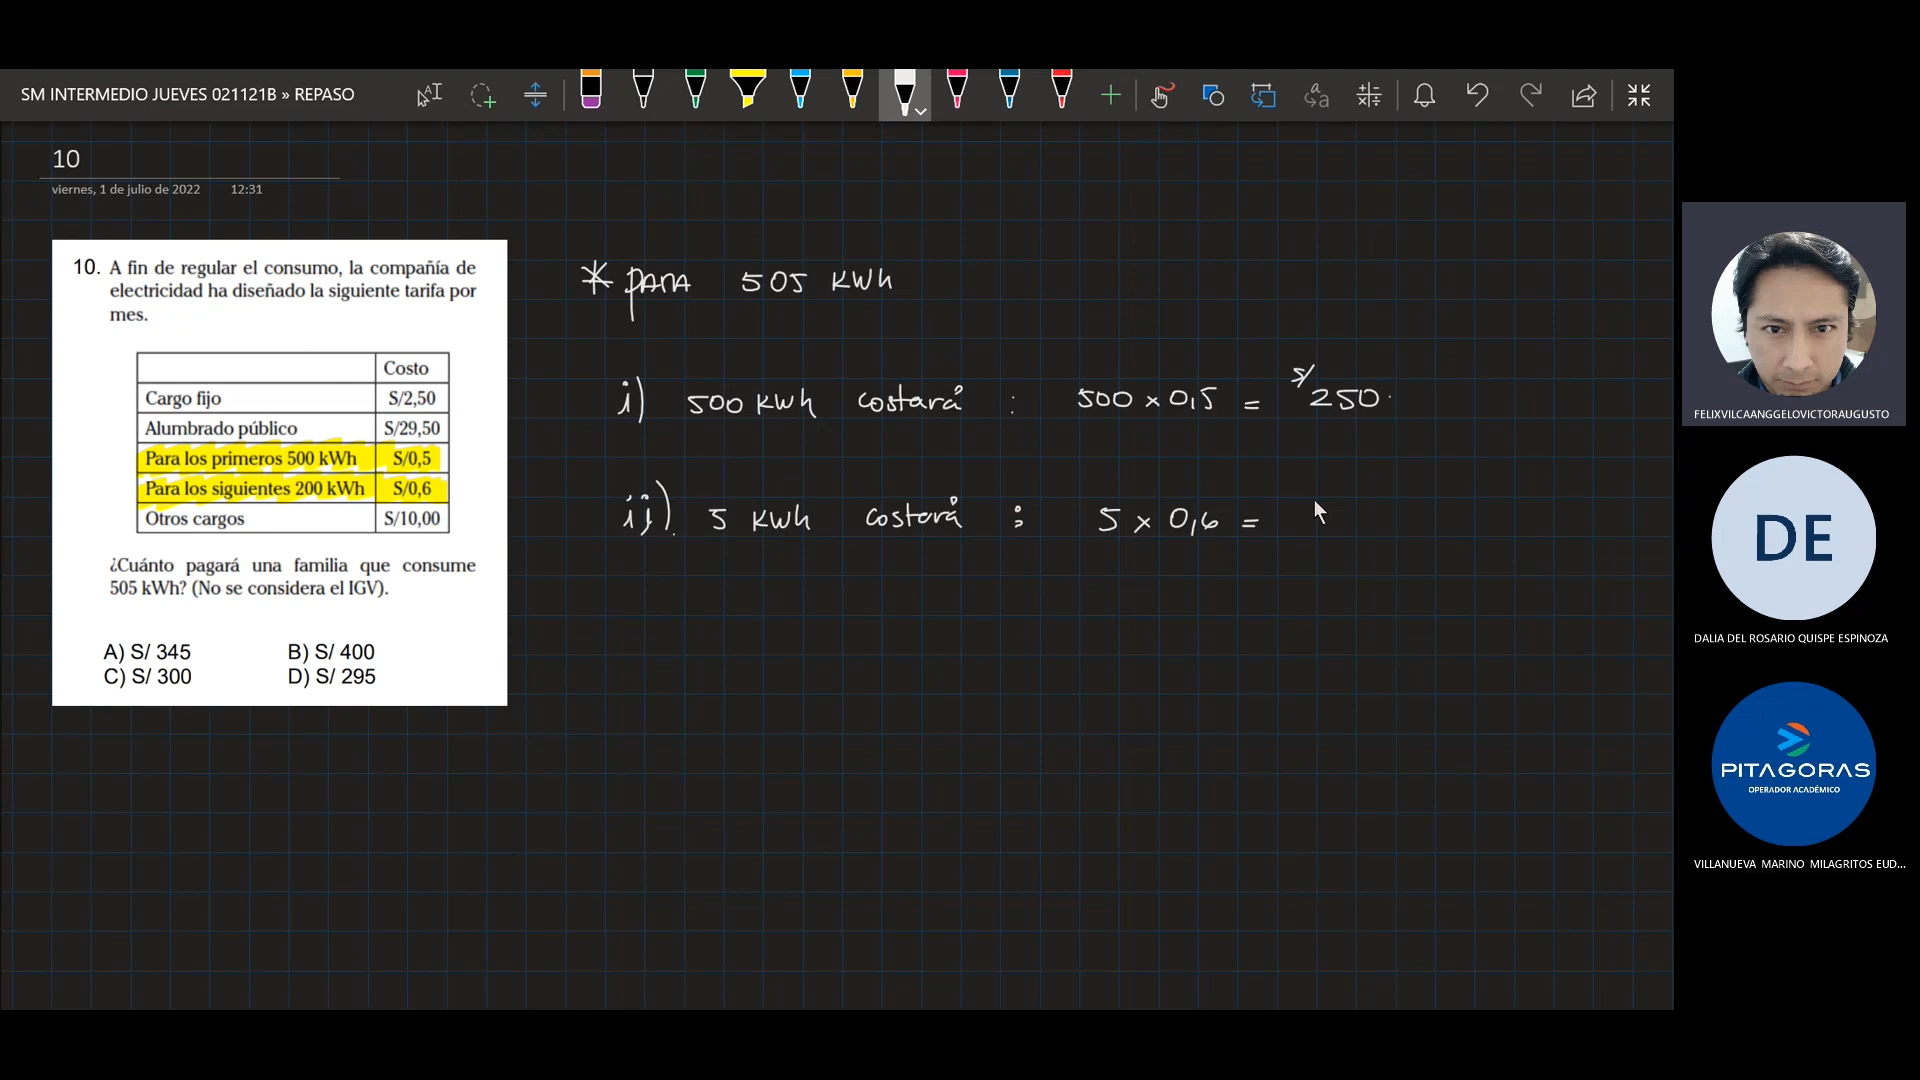 SM INTERMEDIO JUEVES 021121B » REPASO
10
viernes, 1 de julio de 2022 12:31
10. A fin de regular el consumo, la compañía de
electricidad ha diseñado la siguiente tarifa por
mes.
Costo
Cargo fijo S/2,50
Alumbrado público S/29,50
Para los primeros 500 kWh S/0,5
Para los siguientes 200 kWh S/0,6
Otros cargos S/10,00
¿Cuánto pagará una familia que consume
505 kWh? (No se considera el IGV).
A) S/ 345 B) S/ 400
C) S/ 300 D) S/ 295
* PARA 505 KWh
i) 500 KWh costará : 500 x 0,5 = S/ 250.
ii). 5 KWh costará : 5 x 0,6 =
FELIXVILCAANGGELOVICTORAUGUSTO
DE
DALIA DEL ROSARIO QUISPE ESPINOZA
PITAGORAS
OPERADOR ACADÉMICO
VILLANUEVA MARINO MILAGRITOS EUD...